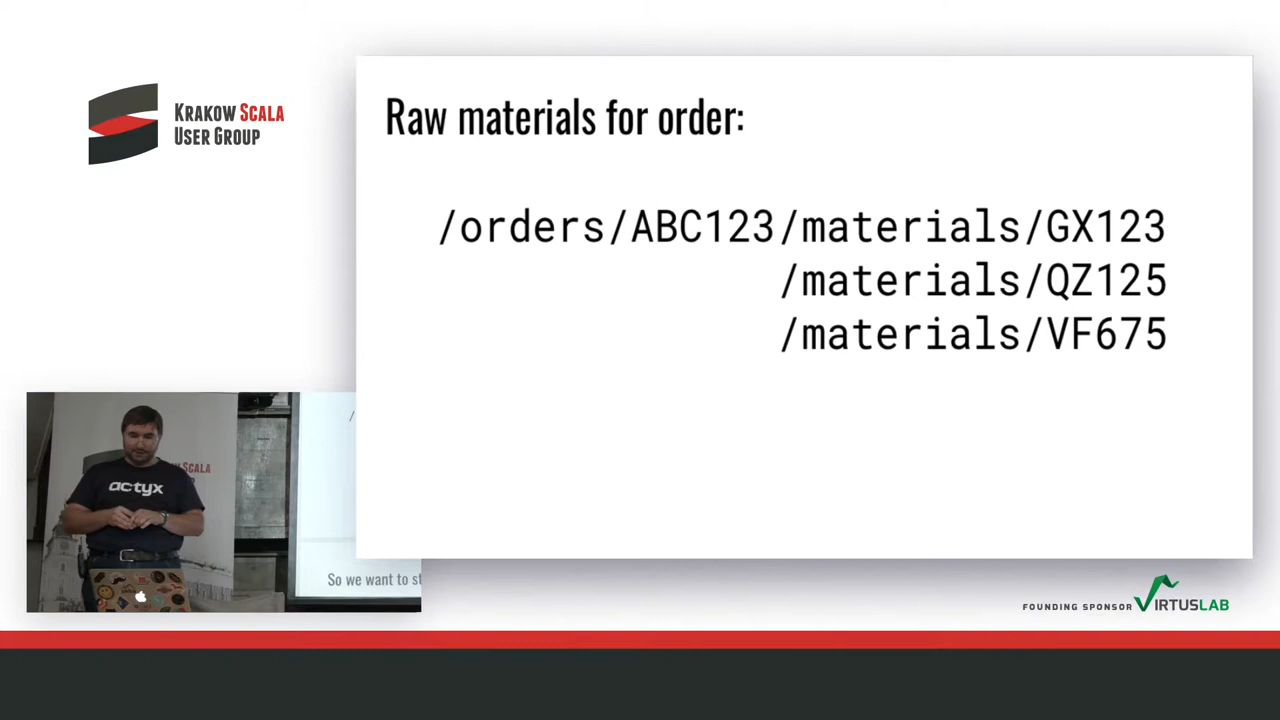 KRAKOW SCALA
USER GROUP
Raw materials for order:
/orders/ABC123/materials/GX123
/materials/QZ125
/materials/VF675
actyx
So we want to st
FOUNDING SPONSOR VIRTUSLAB